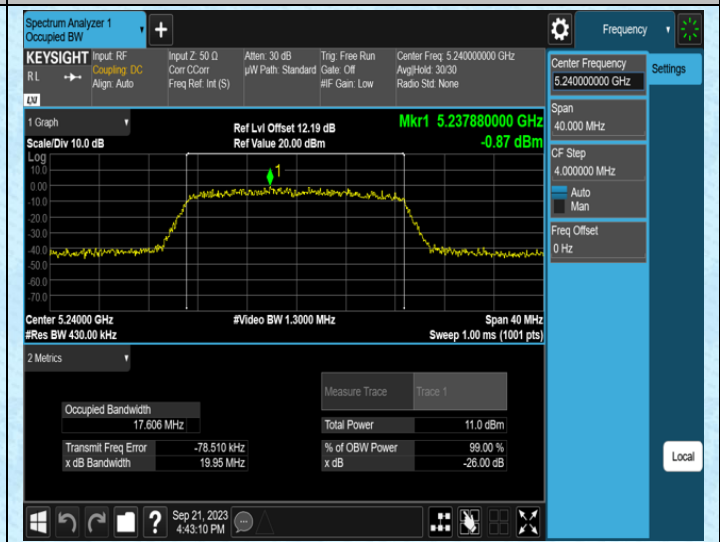 Spectrum Analyzer 1
Occupied BW
Frequency
KEYSIGHT
RL
LXI
Input: RF
Coupling: DC
Align: Auto
Input Z: 50 Ω
Corr CCorr
Freq Ref: Int (S)
Atten: 30 dB
µW Path: Standard
Trig: Free Run
Gate: Off
#IF Gain: Low
Center Freq: 5.240000000 GHz
Avg|Hold: 30/30
Radio Std: None
1 Graph
Scale/Div 10.0 dB
Ref Lvl Offset 12.19 dB
Ref Value 20.00 dBm
Mkr1 5.237880000 GHz
-0.87 dBm
Log
10.0
0.00
-10.0
-20.0
-30.0
-40.0
-50.0
-60.0
-70.0
1
Center 5.24000 GHz
#Res BW 430.00 kHz
#Video BW 1.3000 MHz
Span 40 MHz
Sweep 1.00 ms (1001 pts)
2 Metrics
Measure Trace
Trace 1
Occupied Bandwidth
17.606 MHz
Total Power
11.0 dBm
Transmit Freq Error
-78.510 kHz
% of OBW Power
99.00 %
x dB Bandwidth
19.95 MHz
x dB
-26.00 dB
Center Frequency
5.240000000 GHz
Settings
Span
40.000 MHz
CF Step
4.000000 MHz
Auto
Man
Freq Offset
0 Hz
Local
?
Sep 21, 2023
4:43:10 PM